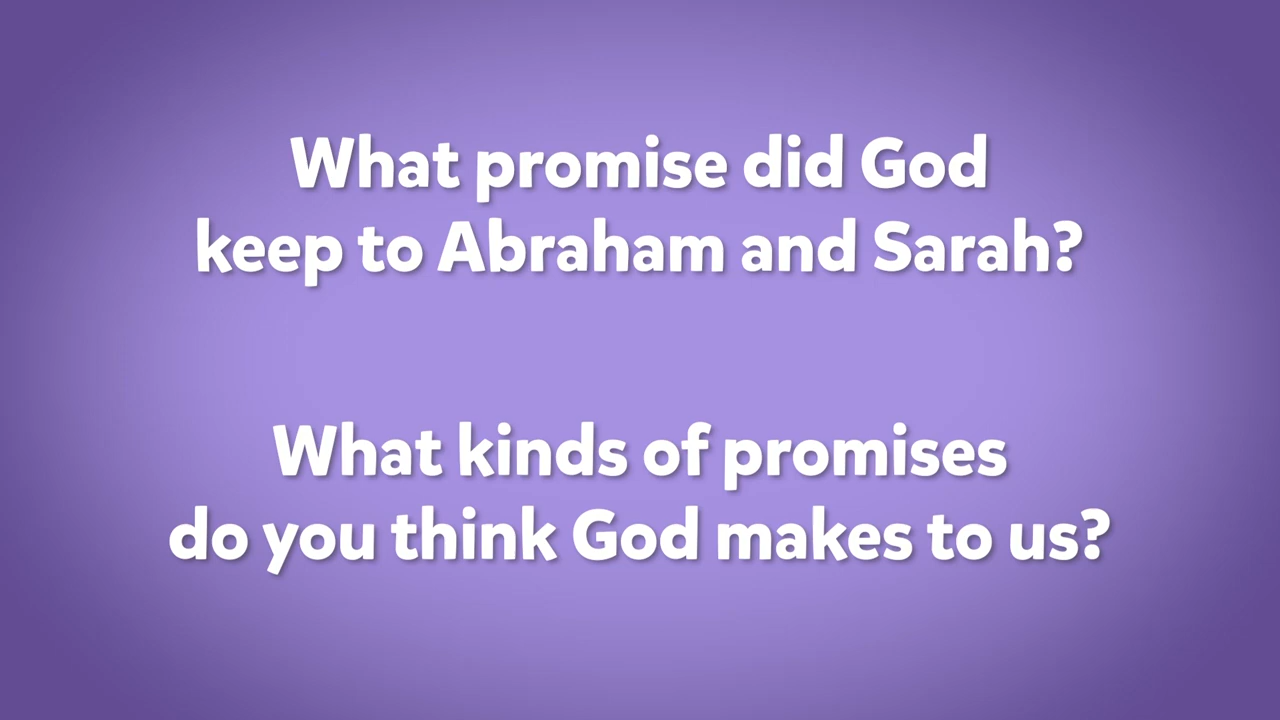 What promise did God
keep to Abraham and Sarah?
What kinds of promises
do you think God makes to us?